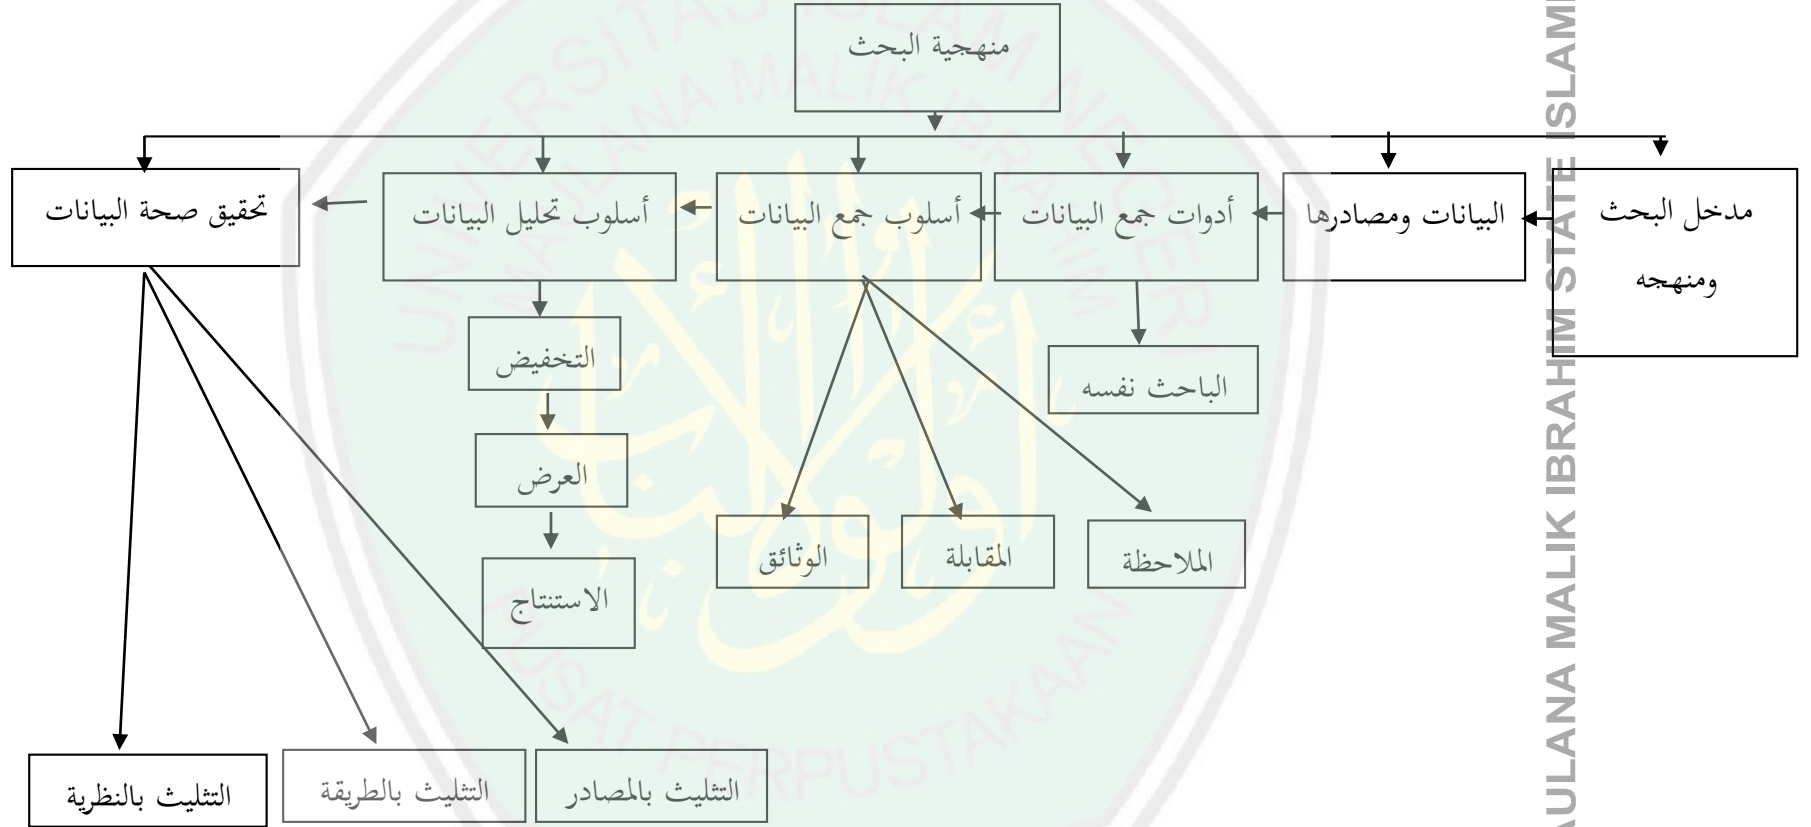 منهجية البحث
مدخل البحث
ومنهجه
البيانات ومصادرها
أدوات جمع البيانات
أسلوب جمع البيانات
أسلوب تحليل البيانات
تحقيق صحة البيانات
الباحث نفسه
الملاحظة
المقابلة
الوثائق
التخفيض
العرض
الاستنتاج
التثليث بالمصادر
التثليث بالطريقة
التثليث بالنظرية
UNIVERSITAS ISLAM NEGERI
MAULANA MALIK IBRAHIM
PUSAT PERPUSTAKAAN
AULANA MALIK IBRAHIM STATE ISLAM